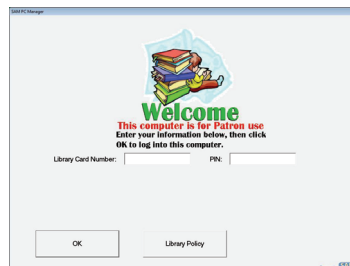 SAM PC Manager
Welcome
This computer is for Patron use
Enter your information below, then click
OK to log into this computer.
Library Card Number: PIN:
OK Library Policy